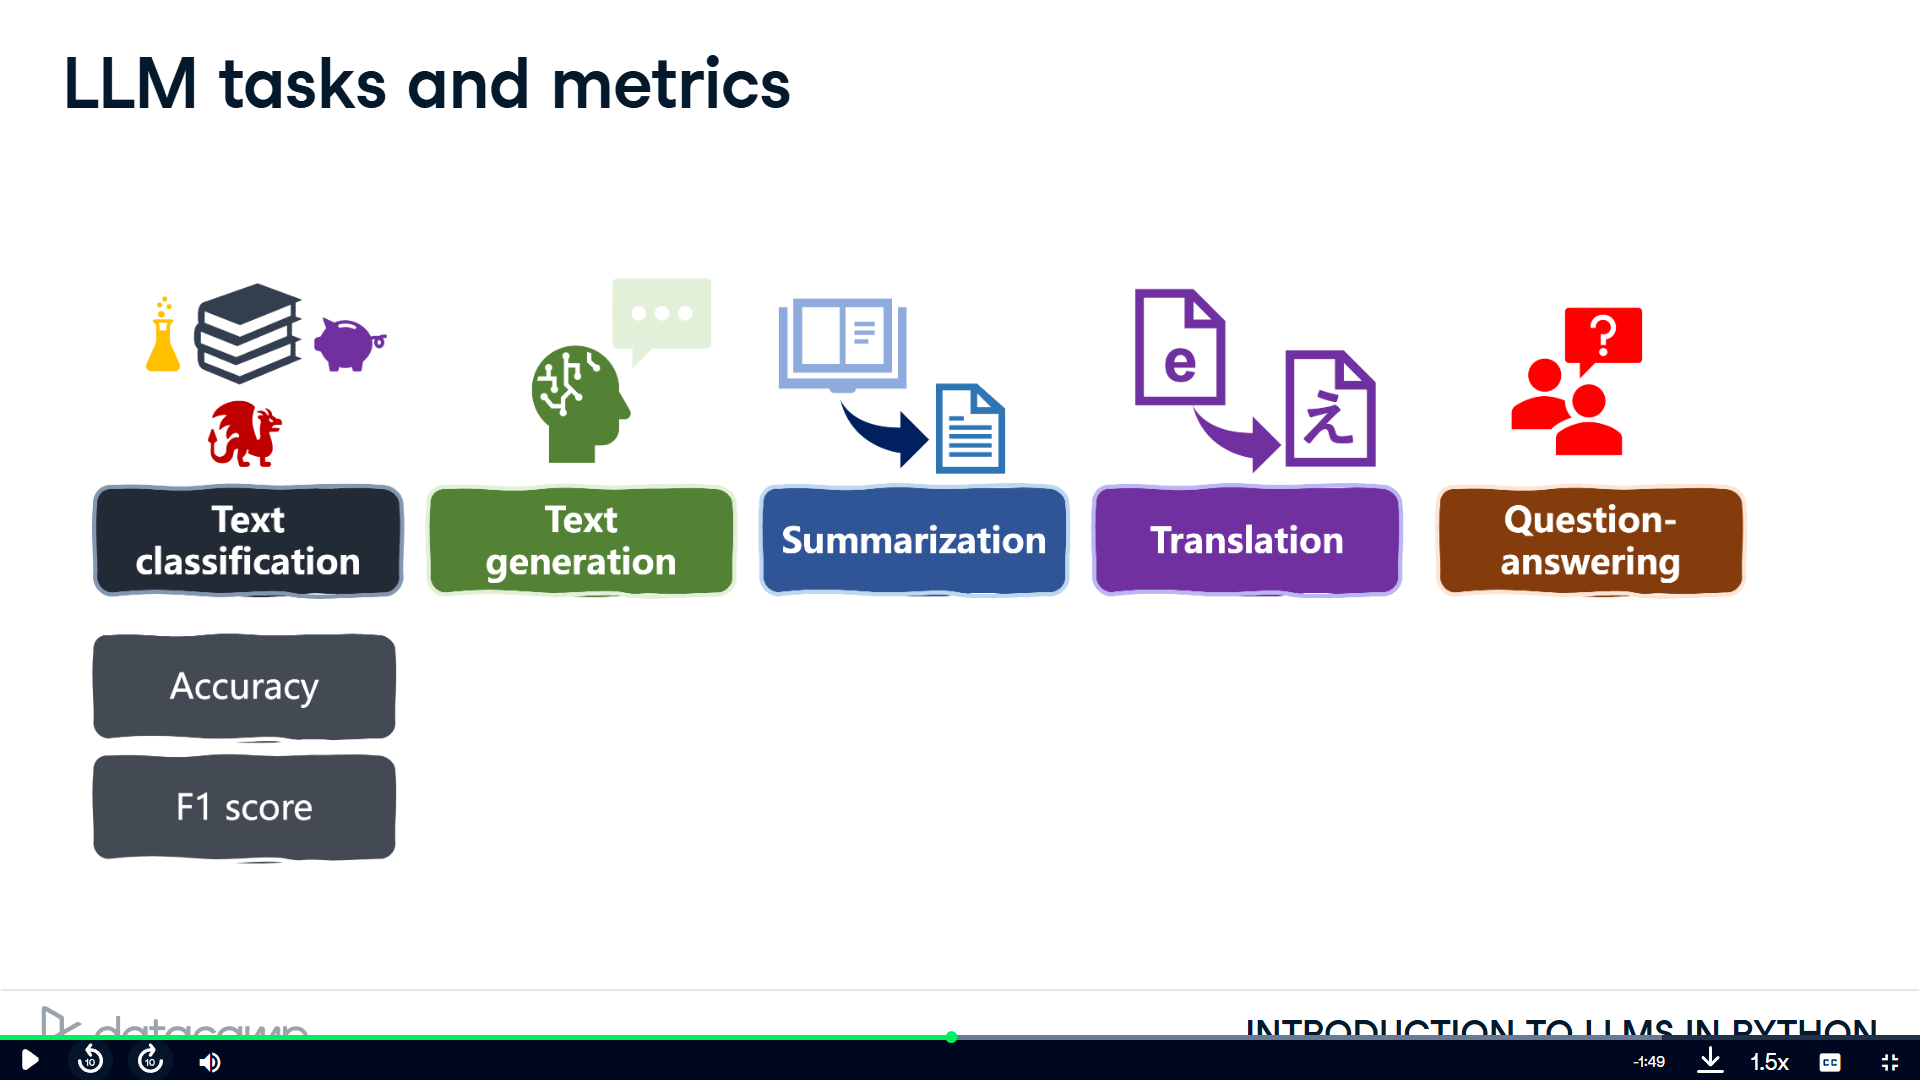 LLM tasks and metrics
?
e
え
Text
classification
Text
generation
Summarization
Translation
Question-
answering
Accuracy
F1 score
datacamp
INTRODUCTION TO LLMS IN PYTHON
10
10
-1:49
1.5x
CC